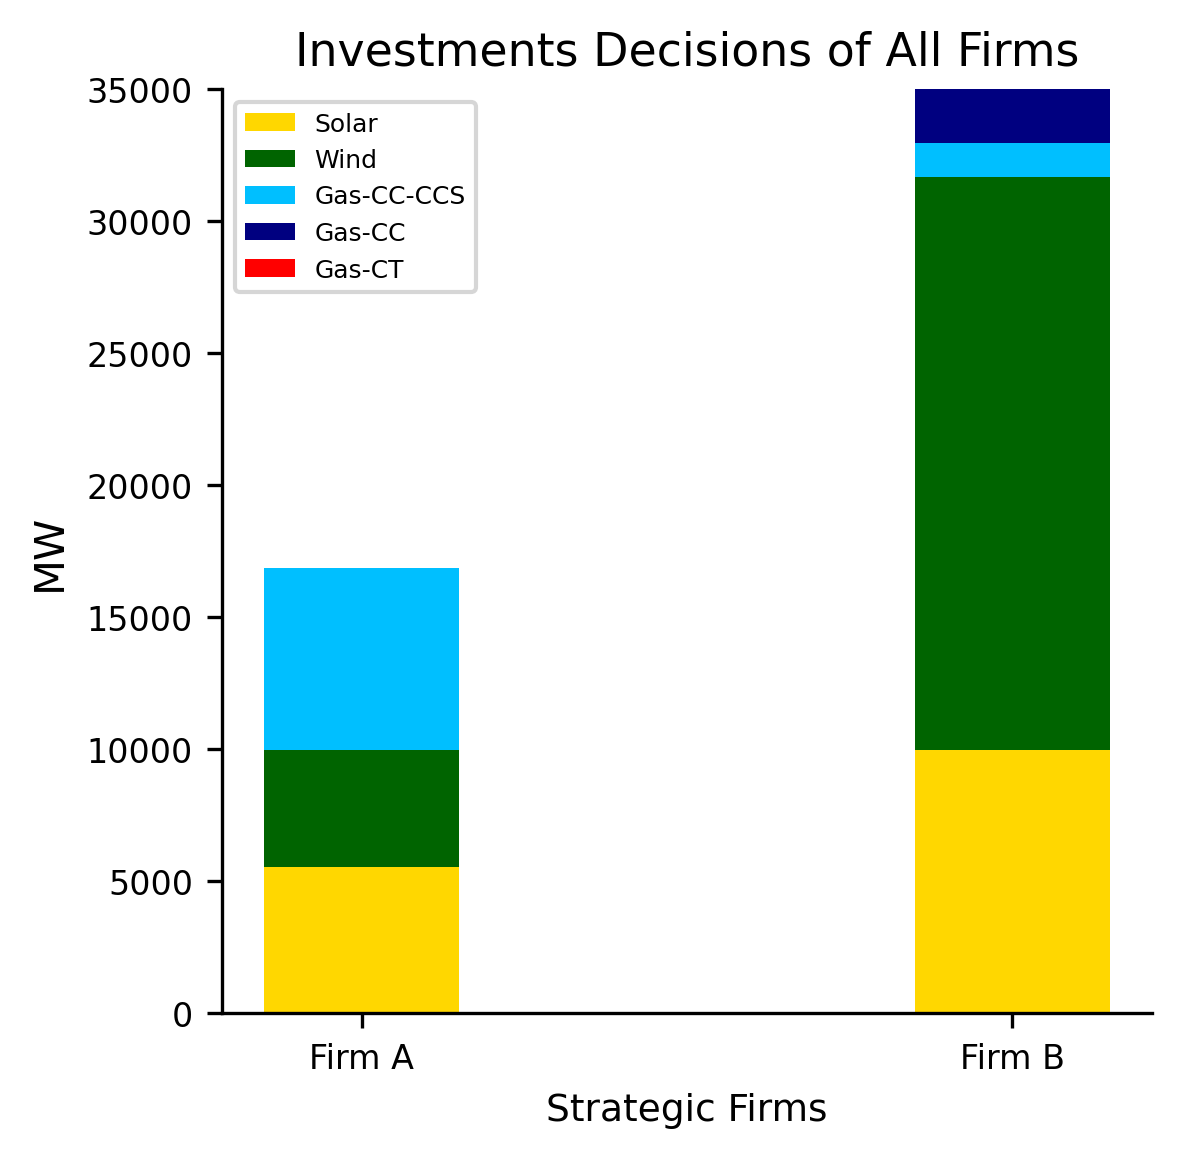 Investments Decisions of All Firms
35000
30000
25000
20000
15000
10000
5000
0
MW
Solar
Wind
Gas-CC-CCS
Gas-CC
Gas-CT
Firm A
Firm B
Strategic Firms